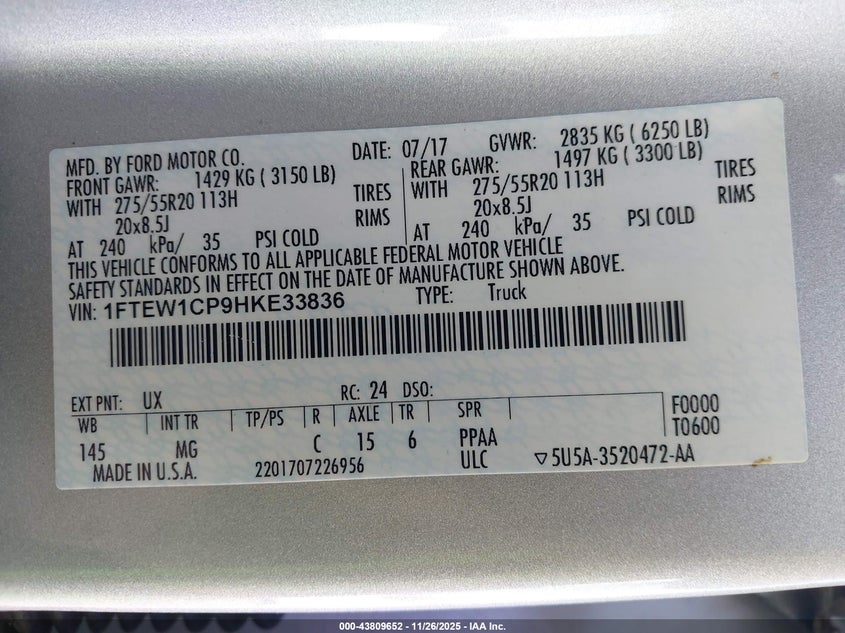 MFD. BY FORD MOTOR CO.
DATE: 07/17
GVWR: 2835 KG ( 6250 LB)
FRONT GAWR: 1429 KG ( 3150 LB)
REAR GAWR: 1497 KG ( 3300 LB)
WITH 275/55R20 113H TIRES
WITH 275/55R20 113H TIRES
20x8.5J RIMS
20x8.5J RIMS
AT 240 kPa/ 35 PSI COLD
AT 240 kPa/ 35 PSI COLD
THIS VEHICLE CONFORMS TO ALL APPLICABLE FEDERAL MOTOR VEHICLE
SAFETY STANDARDS IN EFFECT ON THE DATE OF MANUFACTURE SHOWN ABOVE.
VIN: 1FTEW1CP9HKE33836 TYPE: Truck
EXT PNT: UX RC: 24 DSO:
WB INT TR TP/PS R AXLE TR SPR F0000
145 MG C 15 6 PPAA T0600
MADE IN U.S.A. 2201707226956 ULC ▽5U5A-3520472-AA
000-43809652 - 11/26/2025 - IAA Inc.